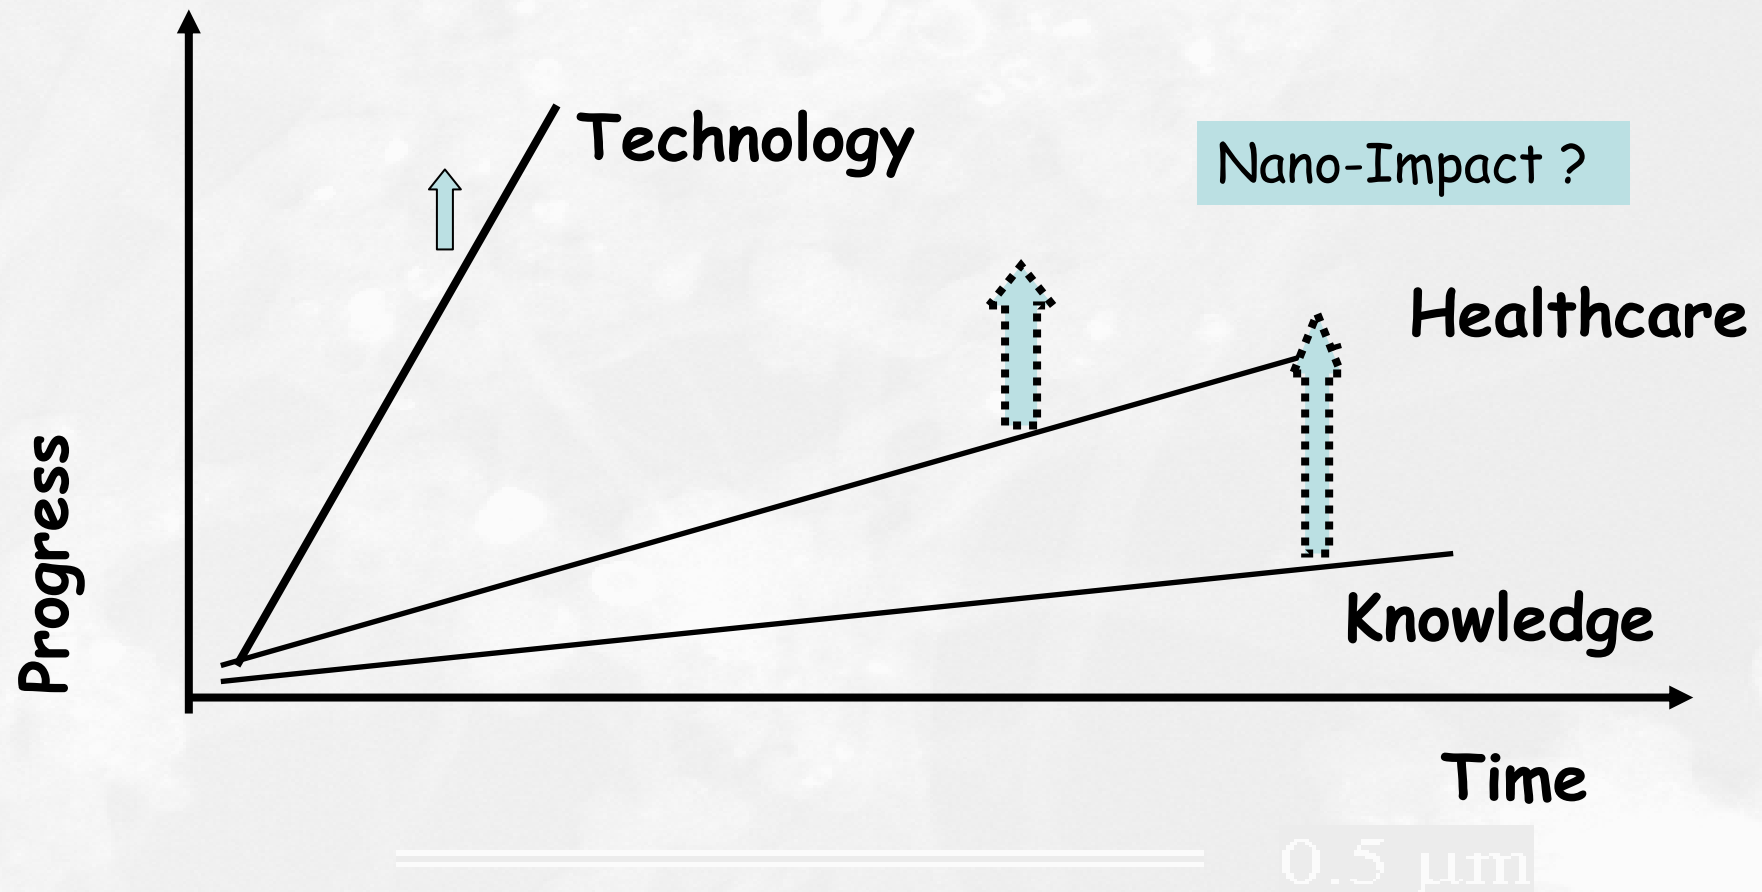 Technology
Nano-Impact ?
Healthcare
Progress
Knowledge
Time
0.5 μm